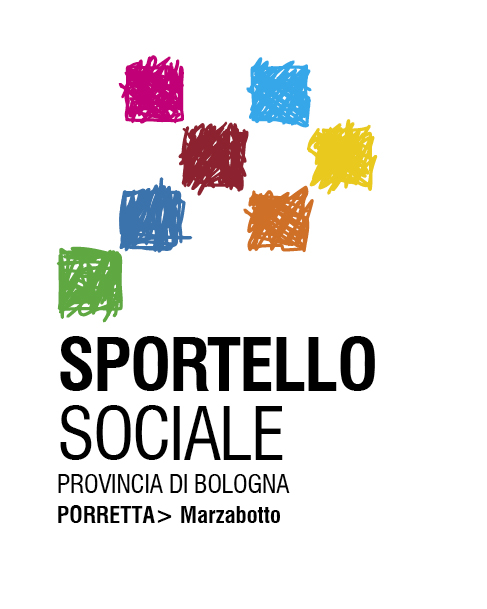 SPORTELLO
SOCIALE
PROVINCIA DI BOLOGNA
PORRETTA> Marzabotto